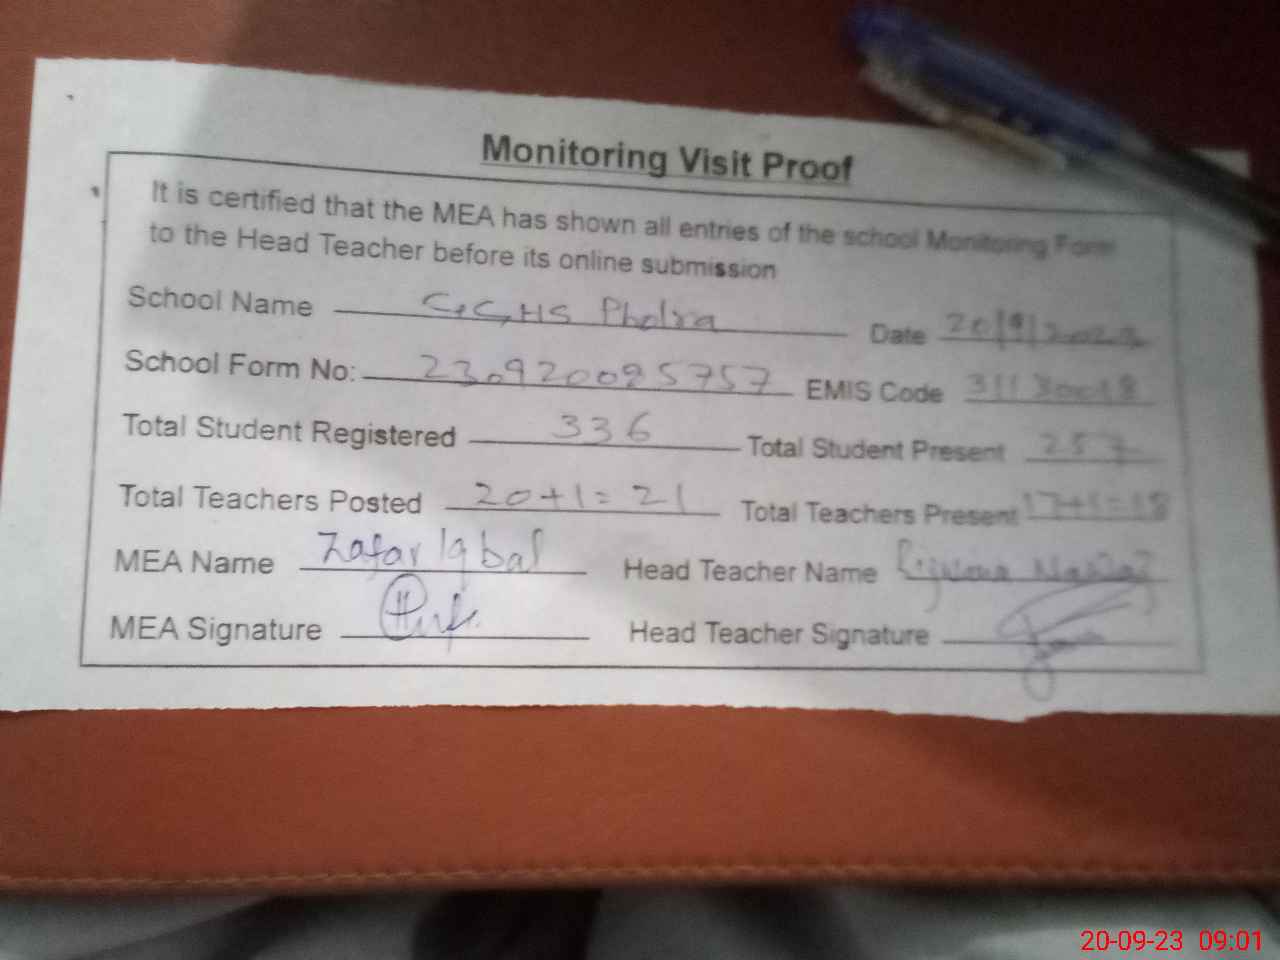 Monitoring Visit Proof
It is certified that the MEA has shown all entries of the school Monitoring Form
to the Head Teacher before its online submission
School Name GGHS Pholra Date 20/9/2023
School Form No: 230920095757 EMIS Code
Total Student Registered 336 Total Student Present 257
Total Teachers Posted 20+1=21 Total Teachers Present 17+1=18
MEA Name Zafar Iqbal Head Teacher Name
MEA Signature Head Teacher Signature
20-09-23 09:01